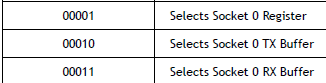 00001 Selects Socket 0 Register
00010 Selects Socket 0 TX Buffer
00011 Selects Socket 0 RX Buffer